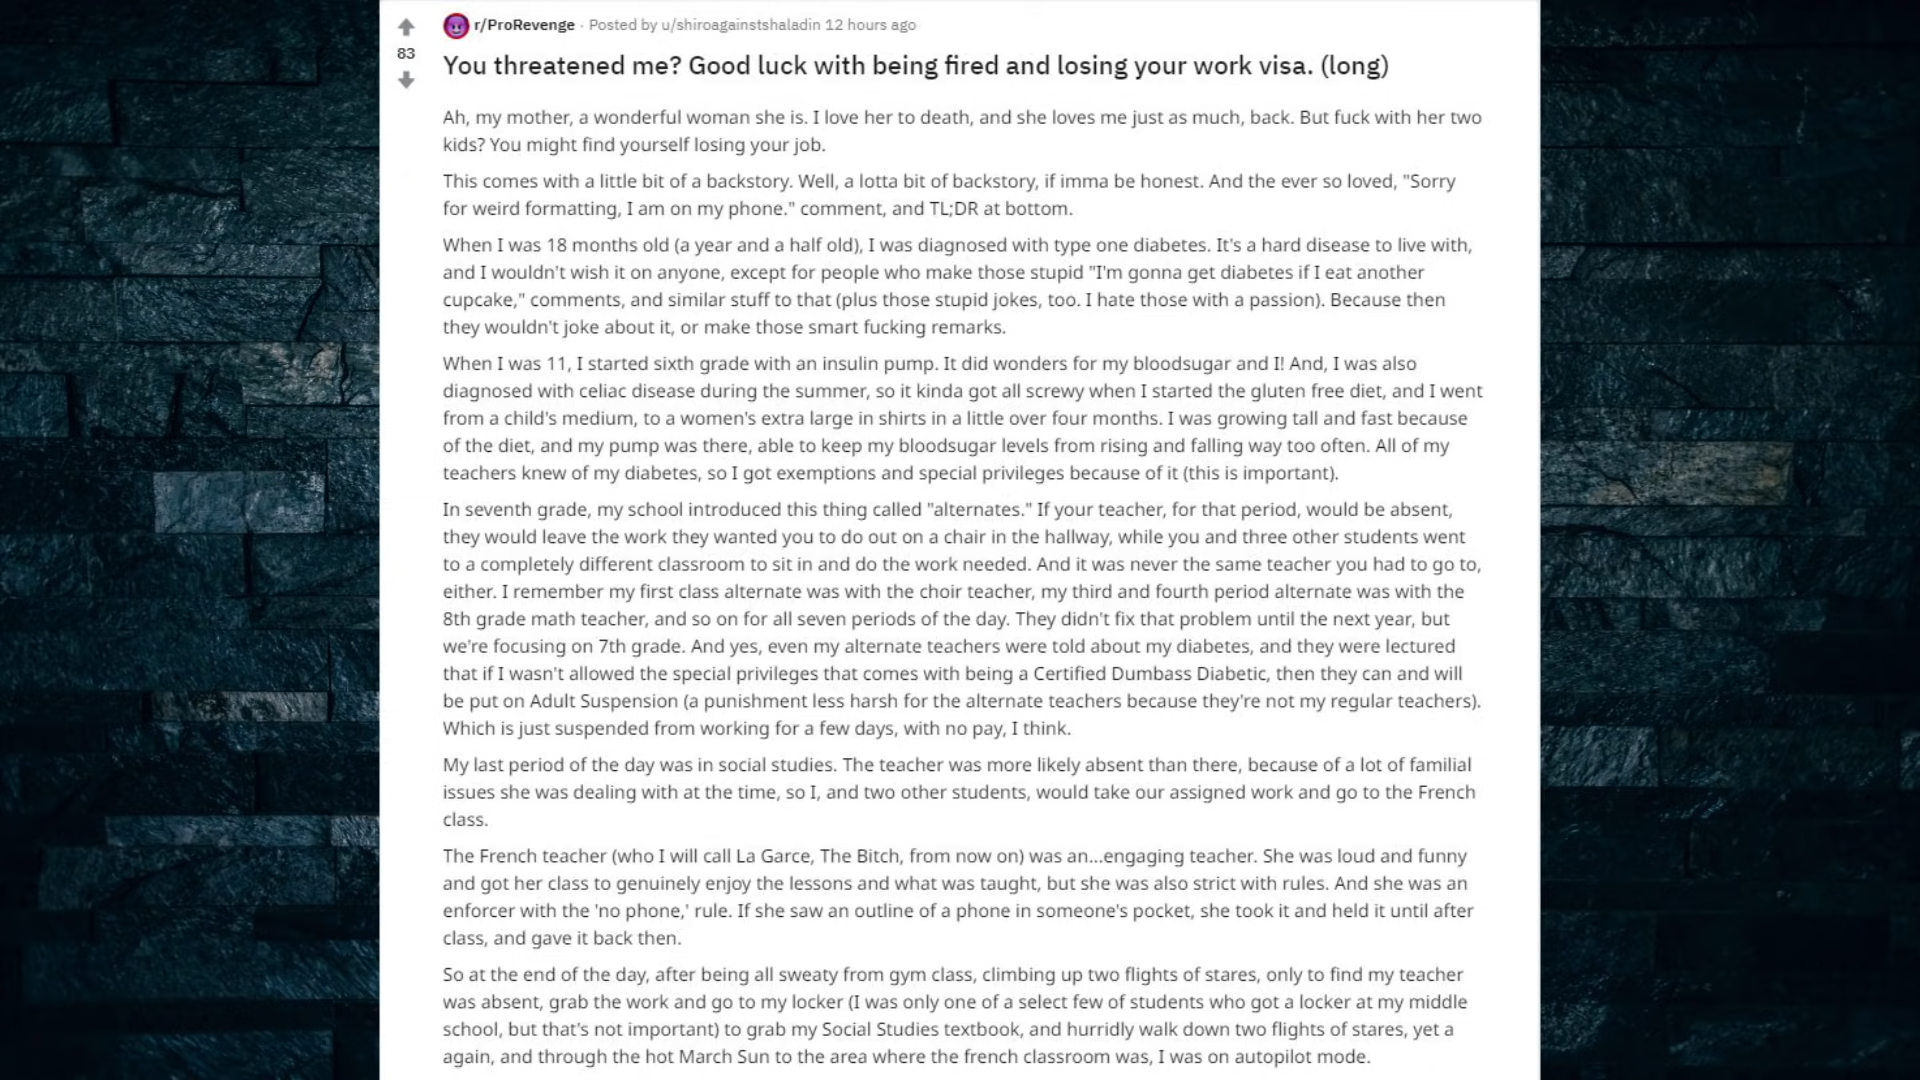 r/ProRevenge · Posted by u/shiroagainstshaladin 12 hours ago
83
You threatened me? Good luck with being fired and losing your work visa. (long)
Ah, my mother, a wonderful woman she is. I love her to death, and she loves me just as much, back. But fuck with her two
kids? You might find yourself losing your job.
This comes with a little bit of a backstory. Well, a lotta bit of backstory, if imma be honest. And the ever so loved, "Sorry
for weird formatting, I am on my phone." comment, and TL;DR at bottom.
When I was 18 months old (a year and a half old), I was diagnosed with type one diabetes. It's a hard disease to live with,
and I wouldn't wish it on anyone, except for people who make those stupid "I'm gonna get diabetes if I eat another
cupcake," comments, and similar stuff to that (plus those stupid jokes, too. I hate those with a passion). Because then
they wouldn't joke about it, or make those smart fucking remarks.
When I was 11, I started sixth grade with an insulin pump. It did wonders for my bloodsugar and I! And, I was also
diagnosed with celiac disease during the summer, so it kinda got all screwy when I started the gluten free diet, and I went
from a child's medium, to a women's extra large in shirts in a little over four months. I was growing tall and fast because
of the diet, and my pump was there, able to keep my bloodsugar levels from rising and falling way too often. All of my
teachers knew of my diabetes, so I got exemptions and special privileges because of it (this is important).
In seventh grade, my school introduced this thing called "alternates." If your teacher, for that period, would be absent,
they would leave the work they wanted you to do out on a chair in the hallway, while you and three other students went
to a completely different classroom to sit in and do the work needed. And it was never the same teacher you had to go to,
either. I remember my first class alternate was with the choir teacher, my third and fourth period alternate was with the
8th grade math teacher, and so on for all seven periods of the day. They didn't fix that problem until the next year, but
we're focusing on 7th grade. And yes, even my alternate teachers were told about my diabetes, and they were lectured
that if I wasn't allowed the special privileges that comes with being a Certified Dumbass Diabetic, then they can and will
be put on Adult Suspension (a punishment less harsh for the alternate teachers because they're not my regular teachers).
Which is just suspended from working for a few days, with no pay, I think.
My last period of the day was in social studies. The teacher was more likely absent than there, because of a lot of familial
issues she was dealing with at the time, so I, and two other students, would take our assigned work and go to the French
class.
The French teacher (who I will call La Garce, The Bitch, from now on) was an...engaging teacher. She was loud and funny
and got her class to genuinely enjoy the lessons and what was taught, but she was also strict with rules. And she was an
enforcer with the 'no phone,' rule. If she saw an outline of a phone in someone's pocket, she took it and held it until after
class, and gave it back then.
So at the end of the day, after being all sweaty from gym class, climbing up two flights of stares, only to find my teacher
was absent, grab the work and go to my locker (I was only one of a select few of students who got a locker at my middle
school, but that's not important) to grab my Social Studies textbook, and hurridly walk down two flights of stares, yet a
again, and through the hot March Sun to the area where the french classroom was, I was on autopilot mode.